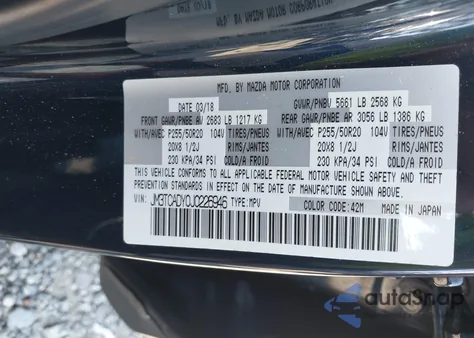 MFD. BY MAZDA MOTOR CORPORATION
DATE 03/18 GVWR/PNBV 5661 LB 2568 KG
FRONT GAWR/PNBE AV 2683 LB 1217 KG REAR GAWR/PNBE AR 3056 LB 1386 KG
WITH/AVEC P255/50R20 104V TIRES/PNEUS WITH/AVEC P255/50R20 104V TIRES/PNEUS
20X8 1/2J RIMS/JANTES 20X8 1/2J RIMS/JANTES
230 KPA/34 PSI COLD/A FROID 230 KPA/34 PSI COLD/A FROID
THIS VEHICLE CONFORMS TO ALL APPLICABLE FEDERAL MOTOR VEHICLE SAFETY AND THEFT
PREVENTION STANDARDS IN EFFECT ON THE DATE OF MANUFACTURE SHOWN ABOVE.
VIN: JM3TCADYCJ0226946 TYPE:MPV COLOR CODE: 42M MADE IN JAPAN
autoSnap